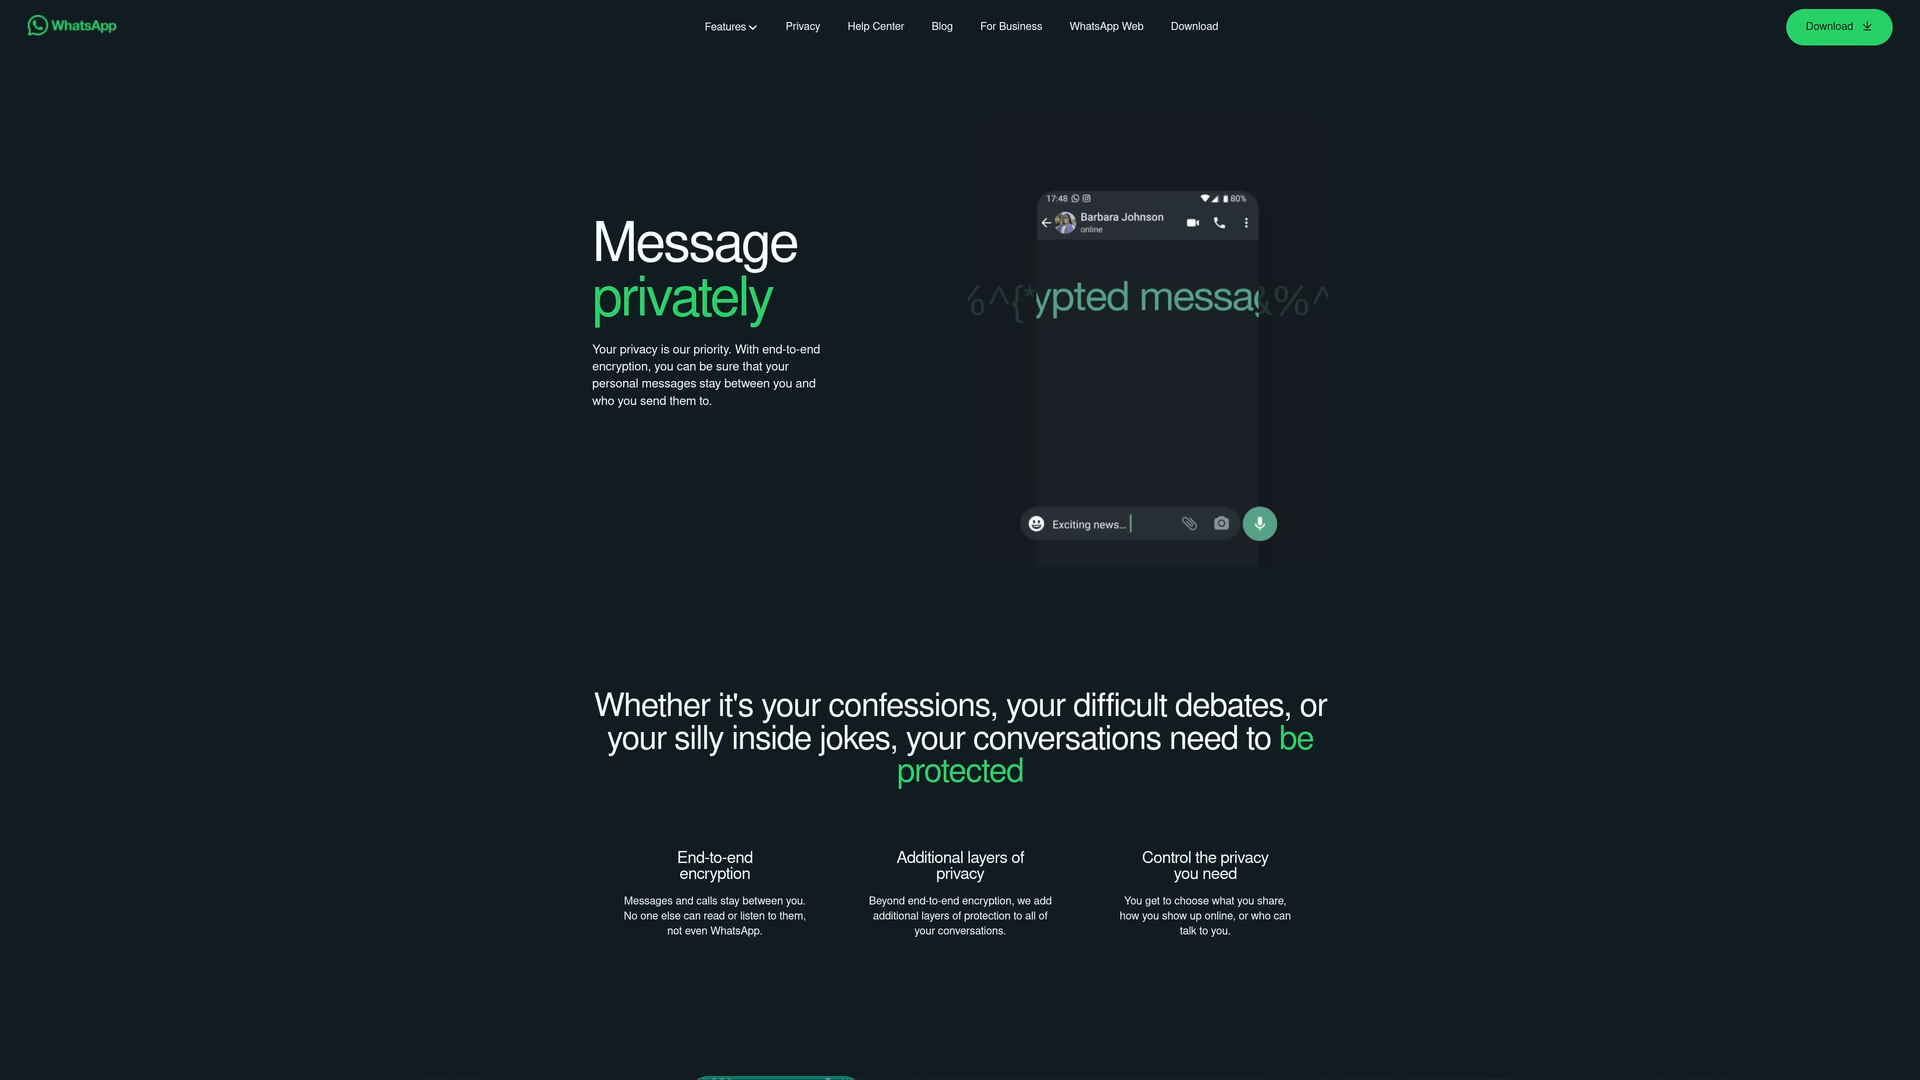 WhatsApp
Features
Privacy
Help Center
Blog
For Business
WhatsApp Web
Download
Download
Message
privately
Your privacy is our priority. With end-to-end
encryption, you can be sure that your
personal messages stay between you and
who you send them to.
17:48
80%
Barbara Johnson
online
%^{*ypted messag&%^
Exciting news...
Whether it's your confessions, your difficult debates, or
your silly inside jokes, your conversations need to be
protected
End-to-end
encryption
Messages and calls stay between you.
No one else can read or listen to them,
not even WhatsApp.
Additional layers of
privacy
Beyond end-to-end encryption, we add
additional layers of protection to all of
your conversations.
Control the privacy
you need
You get to choose what you share,
how you show up online, or who can
talk to you.